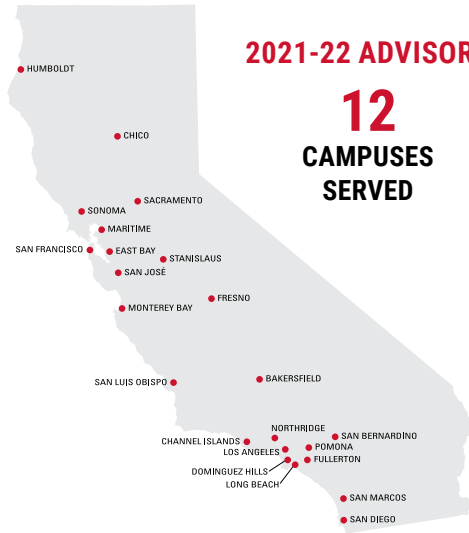 2021-22 ADVISOR
12
CAMPUSES
SERVED
HUMBOLDT
CHICO
SACRAMENTO
SONOMA
MARITIME
SAN FRANCISCO
EAST BAY
STANISLAUS
SAN JOSÉ
FRESNO
MONTEREY BAY
SAN LUIS OBISPO
BAKERSFIELD
NORTHRIDGE
SAN BERNARDINO
CHANNEL ISLANDS
POMONA
LOS ANGELES
FULLERTON
DOMINGUEZ HILLS
LONG BEACH
SAN MARCOS
SAN DIEGO